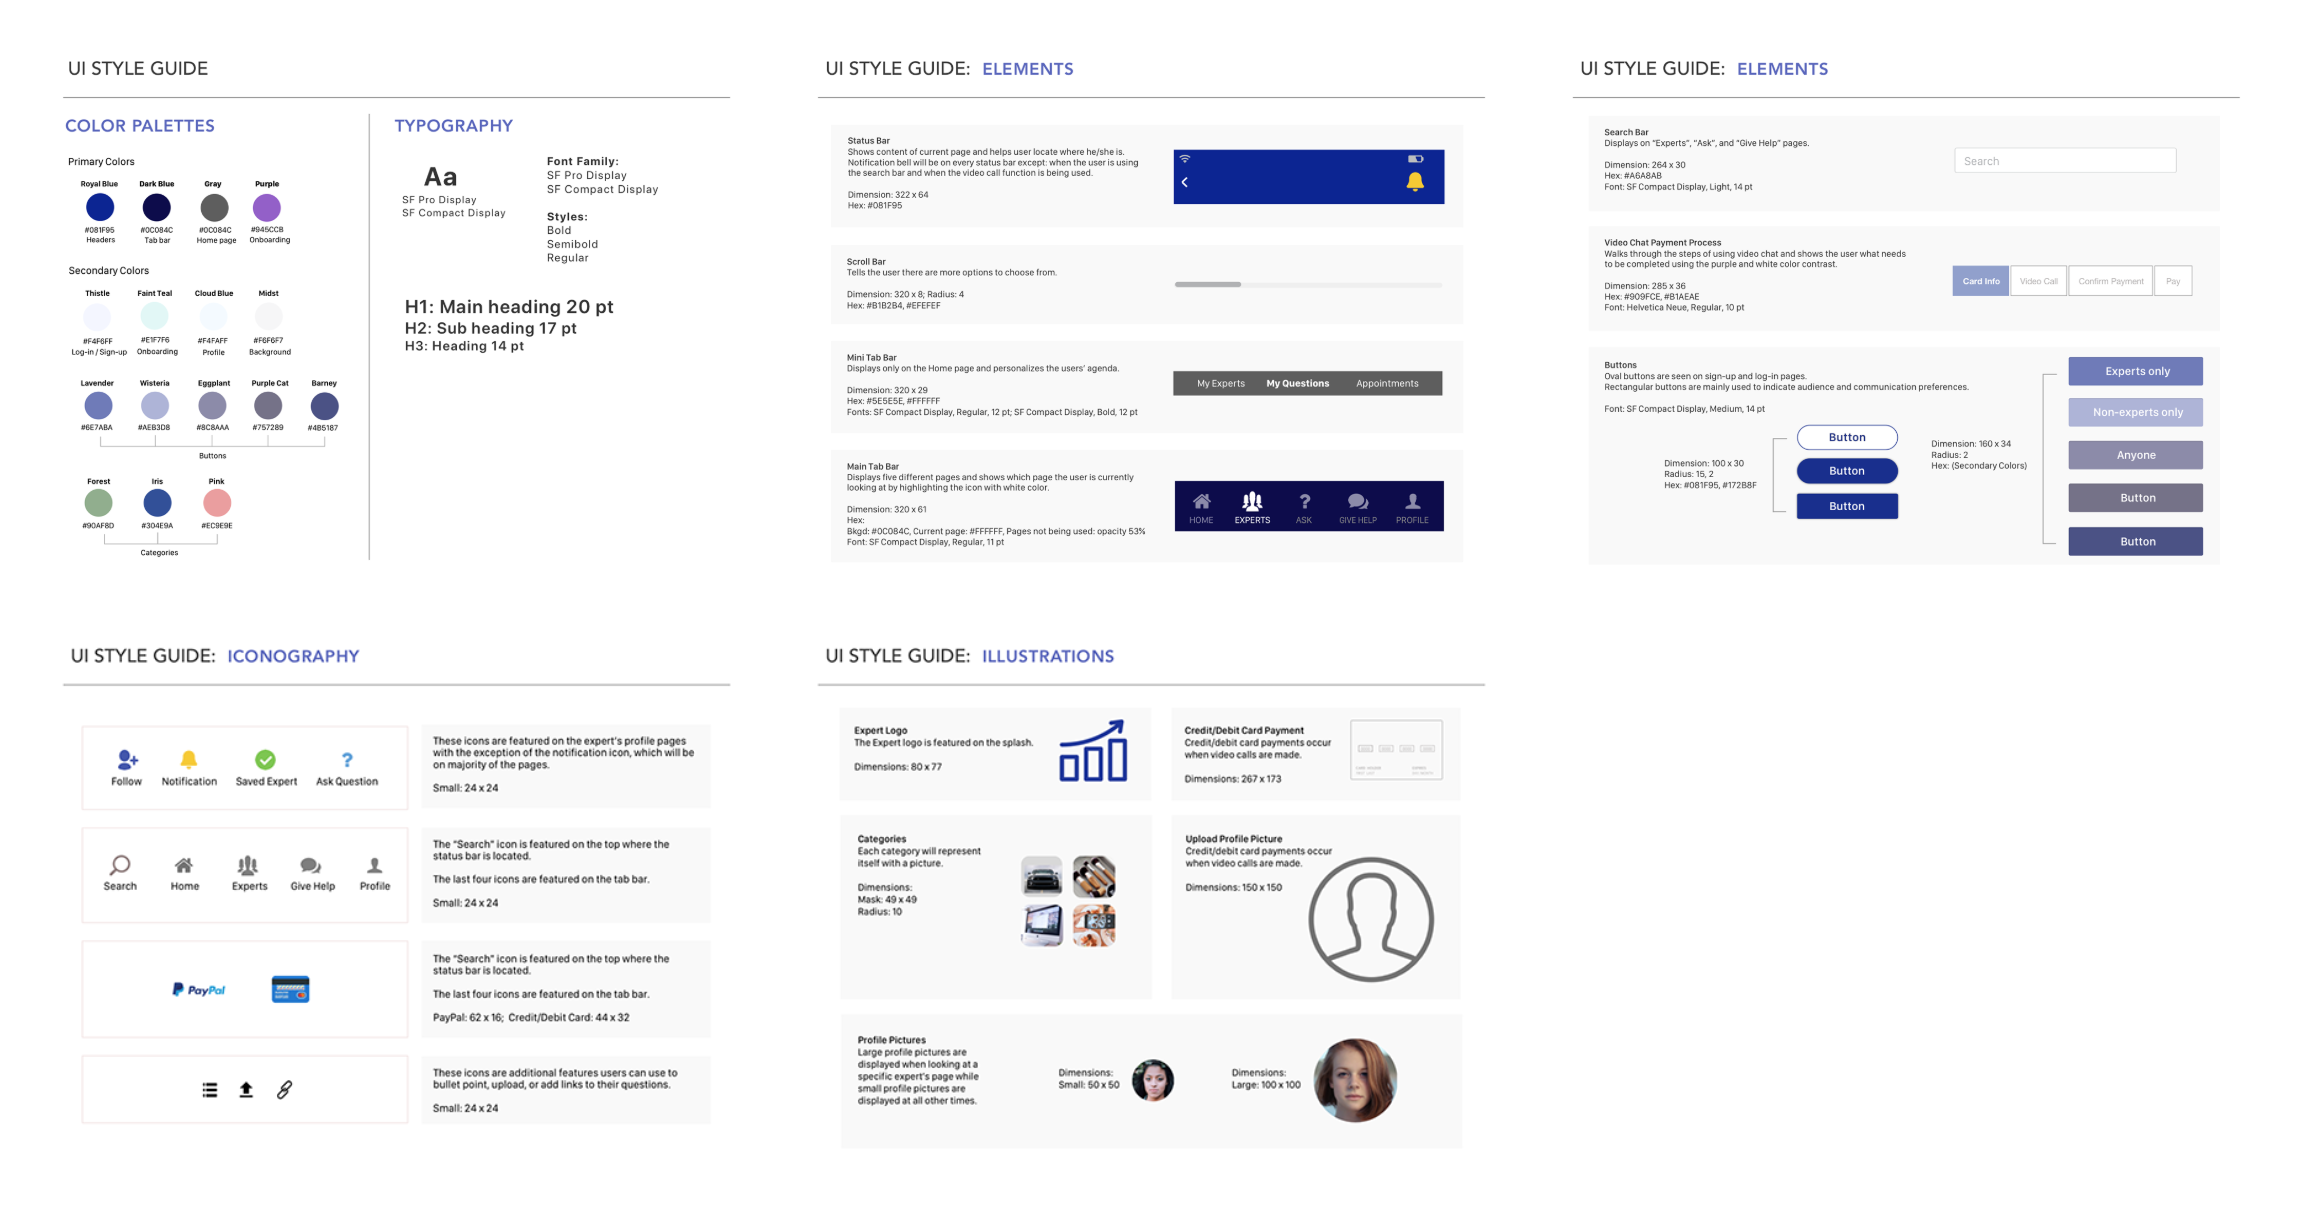 UI STYLE GUIDE
COLOR PALETTES
Primary Colors
Royal Blue Dark Blue Gray Purple
#081F95 #0C084C #0C084C #945CCB
Headers Tab bar Home page Onboarding
Secondary Colors
Thistle Faint Teal Cloud Blue Midst
#F4F6FF #E1F7F6 #F4FAFF #F6F6F7
Log-in / Sign-up Onboarding Profile Background
Lavender Wisteria Eggplant Purple Cat Barney
#6E7ABA #AEB3D8 #8C8AAA #757289 #4B5187
Buttons
Forest Iris Pink
#90AF8D #304E9A #EC9E9E
Categories
TYPOGRAPHY
Aa
SF Pro Display
SF Compact Display
Font Family:
SF Pro Display
SF Compact Display
Styles:
Bold
Semibold
Regular
H1: Main heading 20 pt
H2: Sub heading 17 pt
H3: Heading 14 pt
UI STYLE GUIDE: ELEMENTS
Status Bar
Shows content of current page and helps user locate where he/she is.
Notification bell will be on every status bar except: when the user is using
the search bar and when the video call function is being used.
Dimension: 322 x 64
Hex: #081F95
Scroll Bar
Tells the user there are more options to choose from.
Dimension: 320 x 8; Radius: 4
Hex: #B1B2B4, #EFEFEF
Mini Tab Bar
Displays only on the Home page and personalizes the users' agenda.
Dimension: 320 x 29
Hex: #5E5E5E, #FFFFFF
Fonts: SF Compact Display, Regular, 12 pt; SF Compact Display, Bold, 12 pt
My Experts My Questions Appointments
Main Tab Bar
Displays five different pages and shows which page the user is currently
looking at by highlighting the icon with white color.
Dimension: 320 x 61
Hex:
Bkgd: #0C084C, Current page: #FFFFFF, Pages not being used: opacity 53%
Font: SF Compact Display, Regular, 11 pt
HOME EXPERTS ASK GIVE HELP PROFILE
UI STYLE GUIDE: ELEMENTS
Search Bar
Displays on “Experts”, “Ask”, and “Give Help” pages.
Dimension: 264 x 30
Hex: #A6A8AB
Font: SF Compact Display, Light, 14 pt
Search
Video Chat Payment Process
Walks through the steps of using video chat and shows the user what needs
to be completed using the purple and white color contrast.
Dimension: 285 x 36
Hex: #909FCE, #B1AEAE
Font: Helvetica Neue, Regular, 10 pt
Card Info Video Call Confirm Payment Pay
Buttons
Oval buttons are seen on sign-up and log-in pages.
Rectangular buttons are mainly used to indicate audience and communication preferences.
Font: SF Compact Display, Medium, 14 pt
Dimension: 100 x 30
Radius: 15, 2
Hex: #081F95, #172B8F
Button
Button
Button
Dimension: 160 x 34
Radius: 2
Hex: (Secondary Colors)
Experts only
Non-experts only
Anyone
Button
Button
UI STYLE GUIDE: ICONOGRAPHY
Follow Notification Saved Expert Ask Question
These icons are featured on the expert's profile pages
with the exception of the notification icon, which will be
on majority of the pages.
Small: 24 x 24
Search Home Experts Give Help Profile
The "Search" icon is featured on the top where the
status bar is located.
The last four icons are featured on the tab bar.
Small: 24 x 24
PayPal
The "Search" icon is featured on the top where the
status bar is located.
The last four icons are featured on the tab bar.
PayPal: 62 x 16; Credit/Debit Card: 44 x 32
These icons are additional features users can use to
bullet point, upload, or add links to their questions.
Small: 24 x 24
UI STYLE GUIDE: ILLUSTRATIONS
Expert Logo
The Expert logo is featured on the splash.
Dimensions: 80 x 77
Credit/Debit Card Payment
Credit/debit card payments occur
when video calls are made.
Dimensions: 267 x 173
Categories
Each category will represent
itself with a picture.
Dimensions:
Mask: 49 x 49
Radius: 10
Upload Profile Picture
Credit/debit card payments occur
when video calls are made.
Dimensions: 150 x 150
Profile Pictures
Large profile pictures are
displayed when looking at a
specific expert's page while
small profile pictures are
displayed at all other times.
Dimensions:
Small: 50 x 50
Dimensions:
Large: 100 x 100